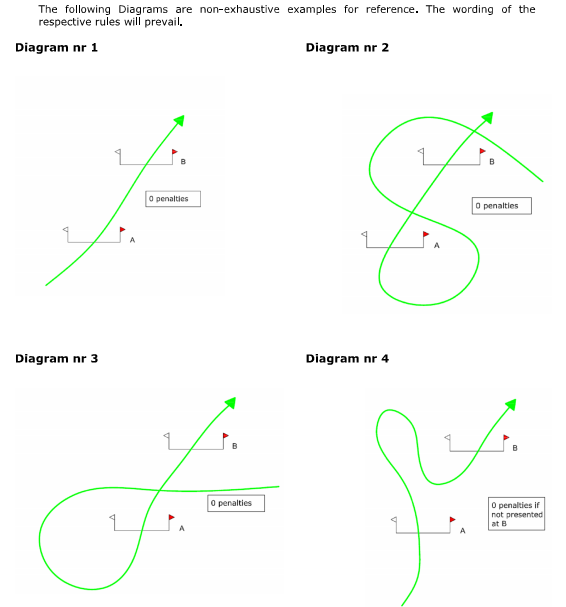 The following Diagrams are non-exhaustive examples for reference. The wording of the
respective rules will prevail.
Diagram nr 1
Diagram nr 2
B
0 penalties
A
B
0 penalties
A
Diagram nr 3
Diagram nr 4
B
0 penalties
A
B
0 penalties if
not presented
at B
A